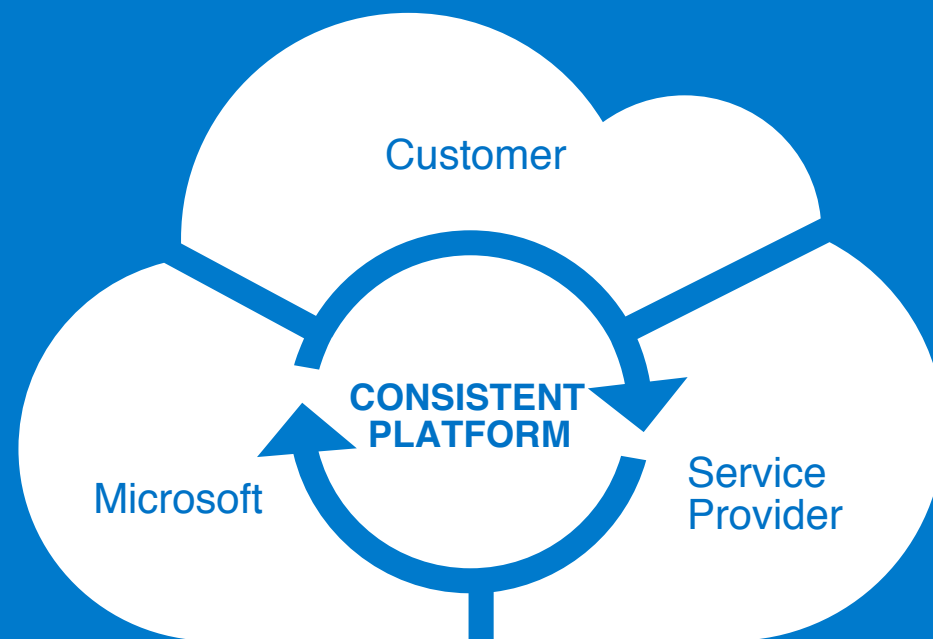 Customer
CONSISTENT
PLATFORM
Microsoft
Service
Provider